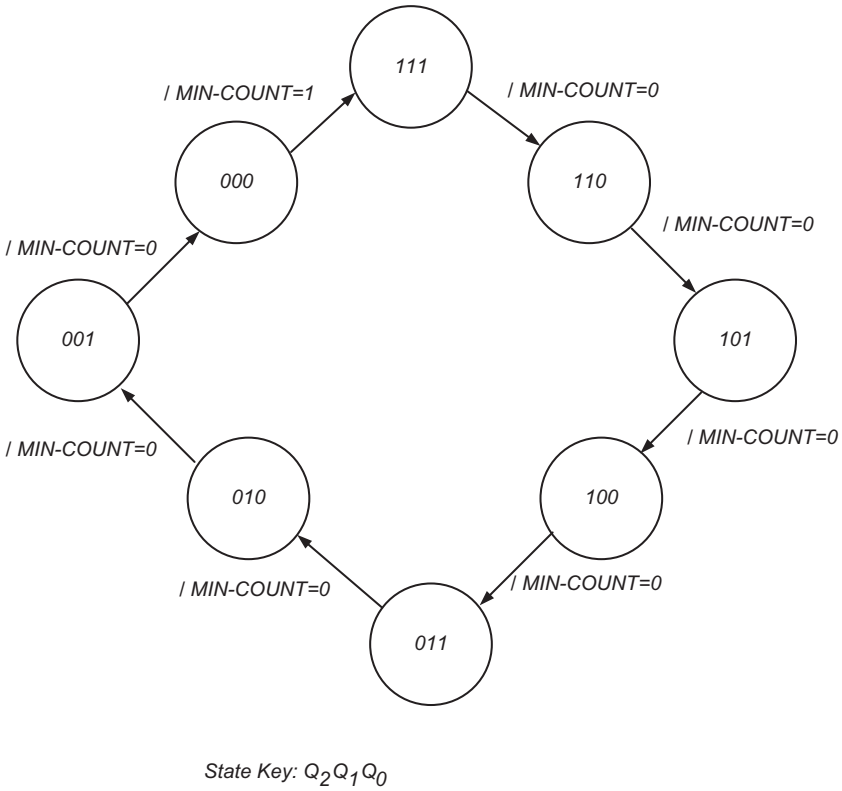 111
/ MIN-COUNT=1
/ MIN-COUNT=0
000
110
/ MIN-COUNT=0
/ MIN-COUNT=0
001
101
/ MIN-COUNT=0
/ MIN-COUNT=0
010
100
/ MIN-COUNT=0
/ MIN-COUNT=0
011
State Key: Q2Q1Q0